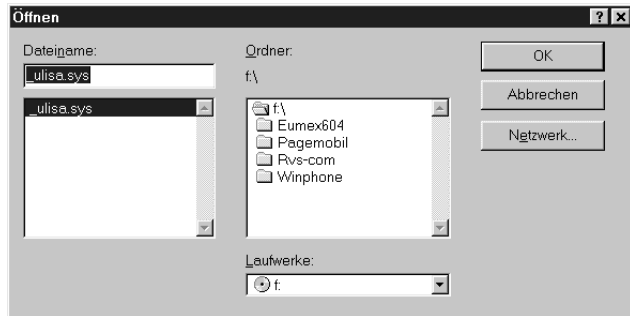 Öffnen
Dateiname:
_ulisa.sys
_ulisa.sys
Ordner:
f:\
f:\
Eumex604
Pagemobil
Rvs-com
Winphone
Laufwerke:
f:
OK
Abbrechen
Netzwerk...